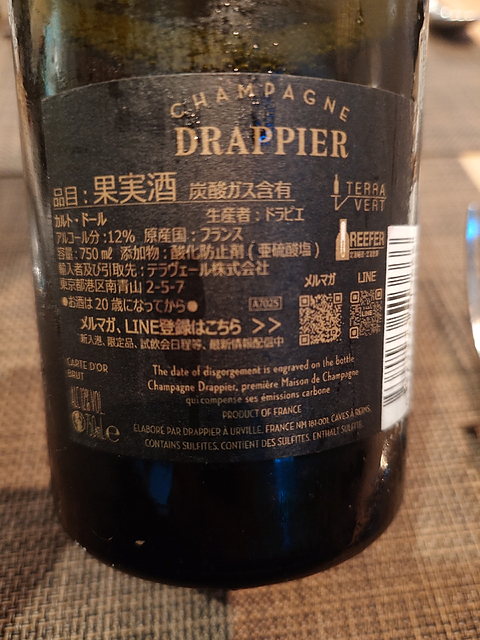 CHAMPAGNE
DRAPPIER
品目：果実酒 炭酸ガス含有
TERRA VERT
カルト・ドール 生産者：ドラピエ
アルコール分：12% 原産国：フランス
REEFER
容量：750㎖ 添加物：酸化防止剤（亜硫酸塩）
輸入者及び引取先：テラヴェール株式会社
東京都港区南青山 2-5-7
メルマガ LINE
●お酒は20歳になってから● A702S
メルマガ、LINE登録はこちら >>
新入港、限定品、試飲会日程等、最新情報配信中
CARTE D'OR
BRUT
The date of disgorgement is engraved on the bottle
Champagne Drappier, première Maison de Champagne
qui compense ses émissions carbone
ALC.12% VOL.
750mL e
PRODUCT OF FRANCE
ÉLABORÉ PAR DRAPPIER À URVILLE, FRANCE NM 181-001, CAVES À REIMS.
CONTAINS SULFITES, CONTIENT DES SULFITES, ENTHÄLT SULFITE